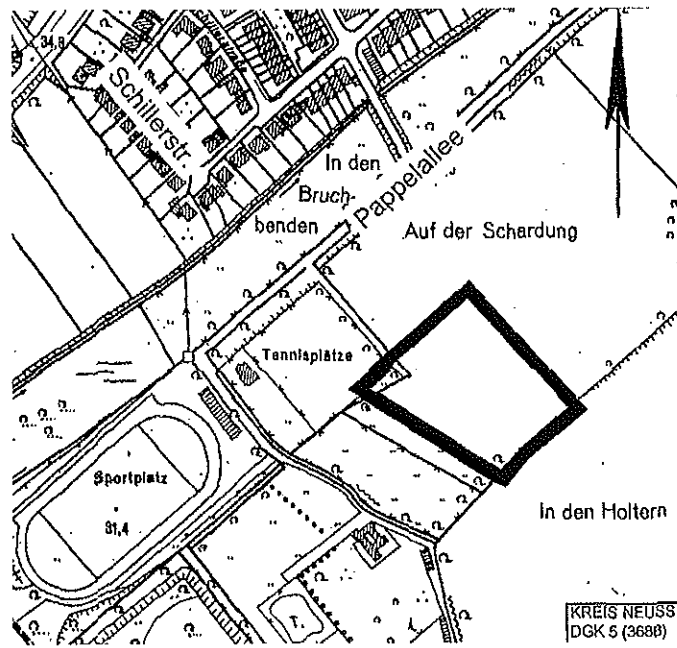 34,8
Schillerstr.
In den
Bruch-
benden
Pappelallee
Auf der Schardung
Tennisplätze
Sportplatz
31,4
In den Holtern
T.
KREIS NEUSS
DGK 5 (3688)